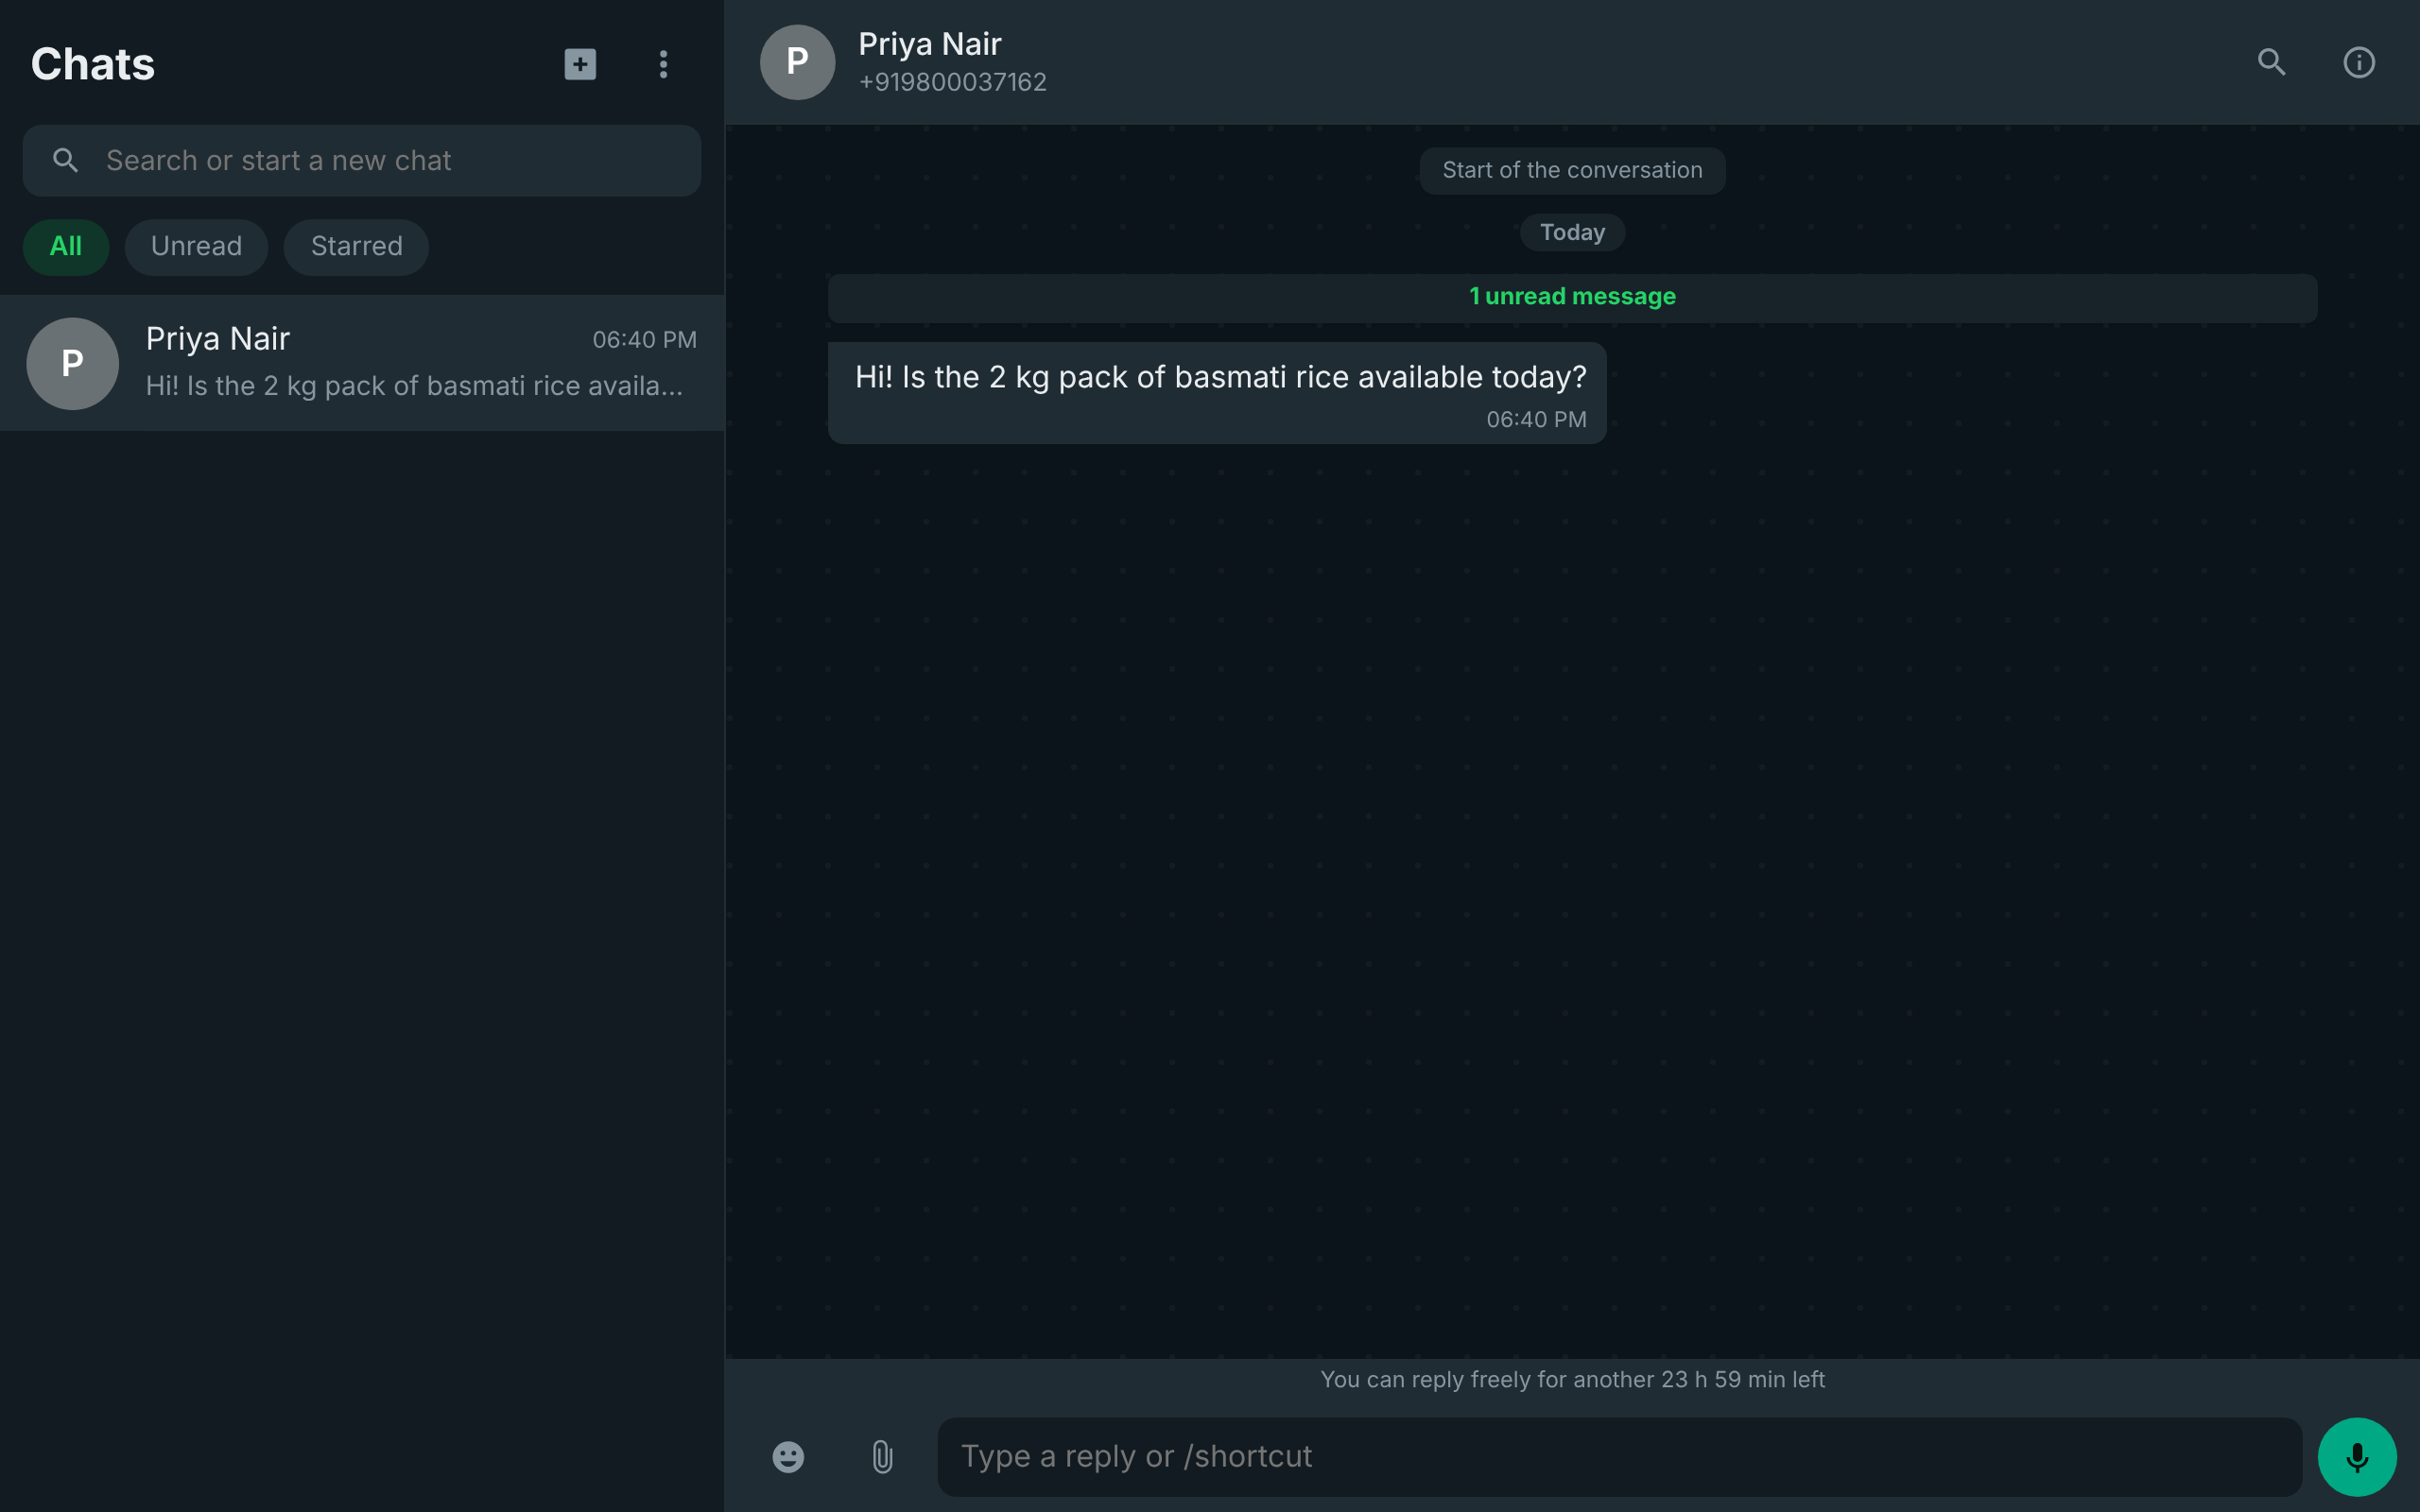 Chats
Search or start a new chat
All
Unread
Starred
P
Priya Nair
06:40 PM
Hi! Is the 2 kg pack of basmati rice availa...
P
Priya Nair
+919800037162
Start of the conversation
Today
1 unread message
Hi! Is the 2 kg pack of basmati rice available today?
06:40 PM
You can reply freely for another 23 h 59 min left
Type a reply or /shortcut